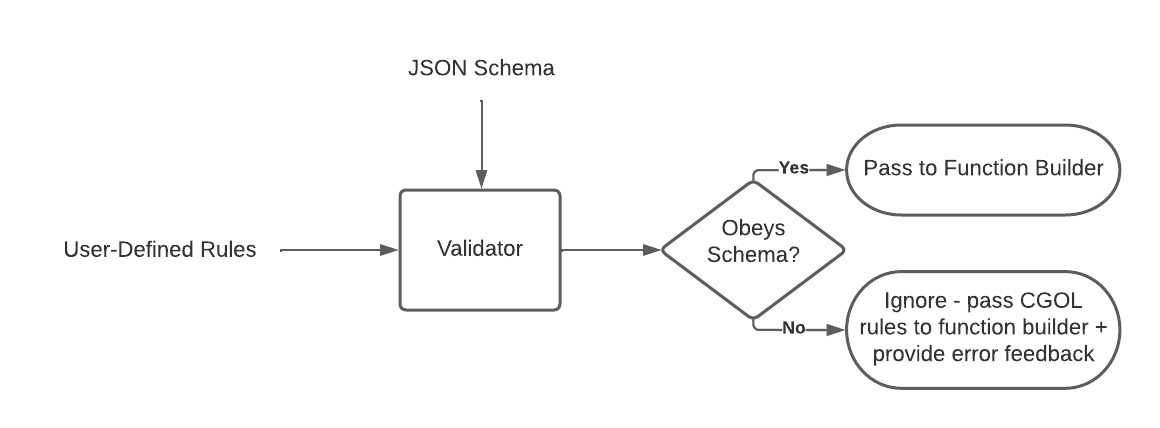 JSON Schema
User-Defined Rules
Validator
Obeys
Schema?
Yes
Pass to Function Builder
No
Ignore - pass CGOL
rules to function builder +
provide error feedback